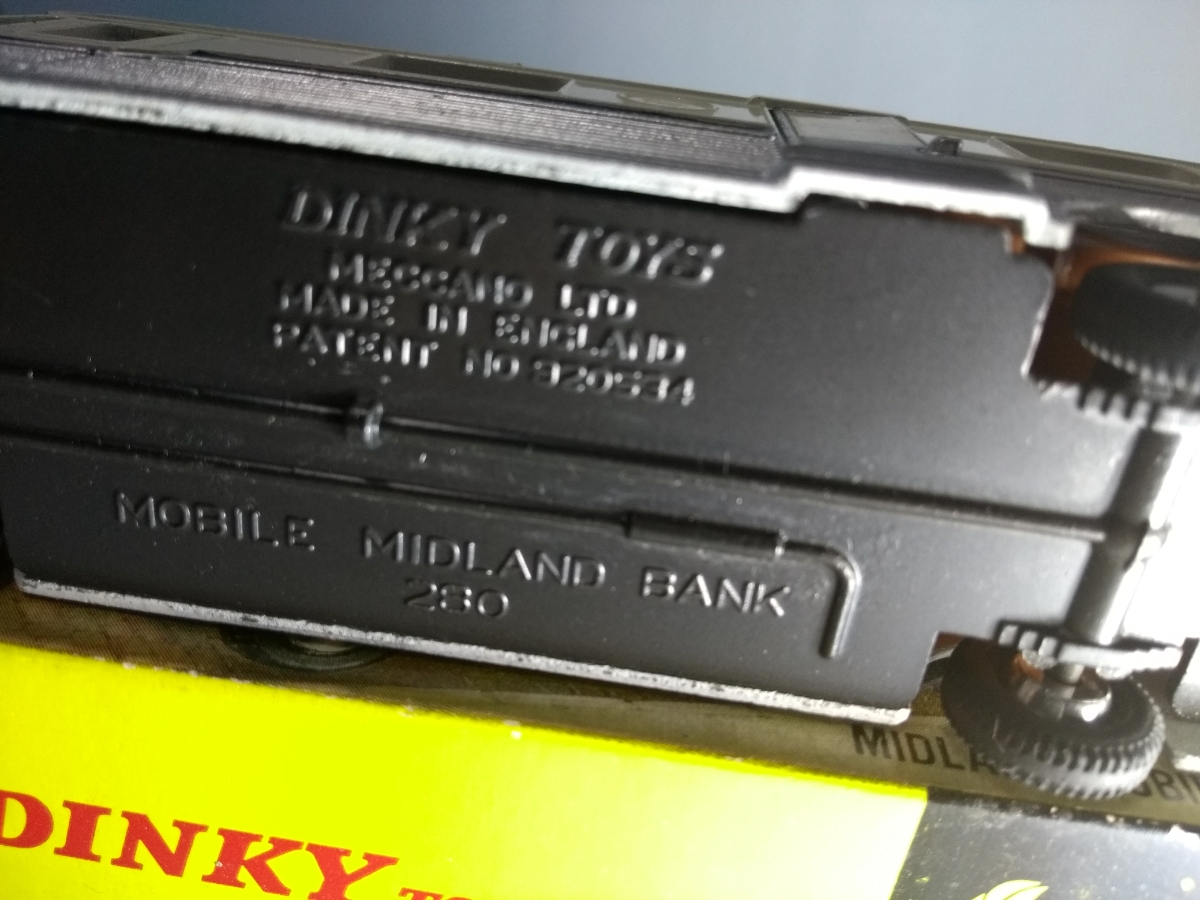 DINKY TOYS
MECCANO LTD
MADE IN ENGLAND
PATENT NO 920534
MOBILE MIDLAND BANK
280
DINKY